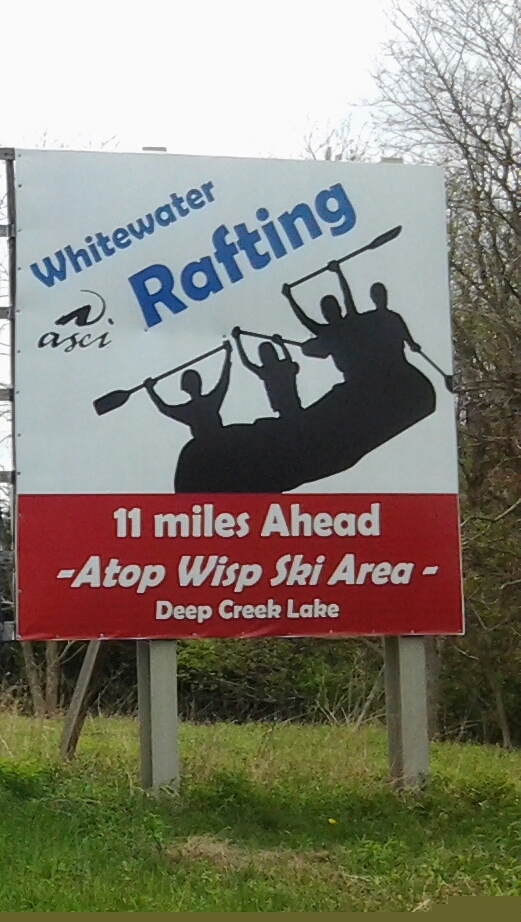 Whitewater
Rafting
asci
11 miles Ahead
-Atop Wisp Ski Area -
Deep Creek Lake